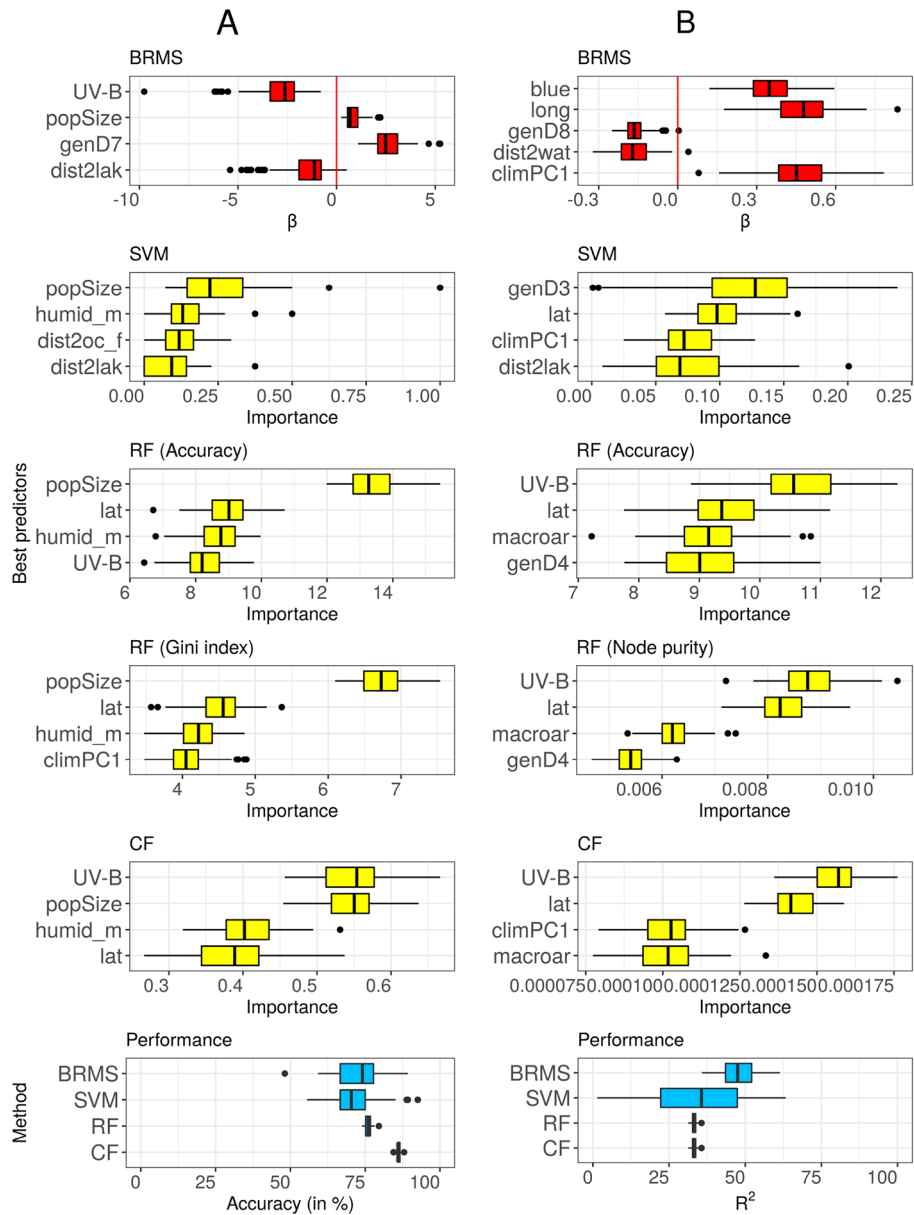 A
BRMS
UV-B
popSize
genD7
dist2lak
-10 -5 0 5
β
SVM
popSize
humid_m
dist2oc_f
dist2lak
0.00 0.25 0.50 0.75 1.00
Importance
RF (Accuracy)
Best predictors
popSize
lat
humid_m
UV-B
6 8 10 12 14
Importance
RF (Gini index)
popSize
lat
humid_m
climPC1
4 5 6 7
Importance
CF
UV-B
popSize
humid_m
lat
0.3 0.4 0.5 0.6
Importance
Performance
Method
BRMS
SVM
RF
CF
0 25 50 75 100
Accuracy (in %)
B
BRMS
blue
long
genD8
dist2wat
climPC1
-0.3 0.0 0.3 0.6
β
SVM
genD3
lat
climPC1
dist2lak
0.00 0.05 0.10 0.15 0.20 0.25
Importance
RF (Accuracy)
UV-B
lat
macroar
genD4
7 8 9 10 11 12
Importance
RF (Node purity)
UV-B
lat
macroar
genD4
0.006 0.008 0.010
Importance
CF
UV-B
lat
climPC1
macroar
0.0000750.0001000.0001250.0001500.000175
Importance
Performance
BRMS
SVM
RF
CF
0 25 50 75 100
R²